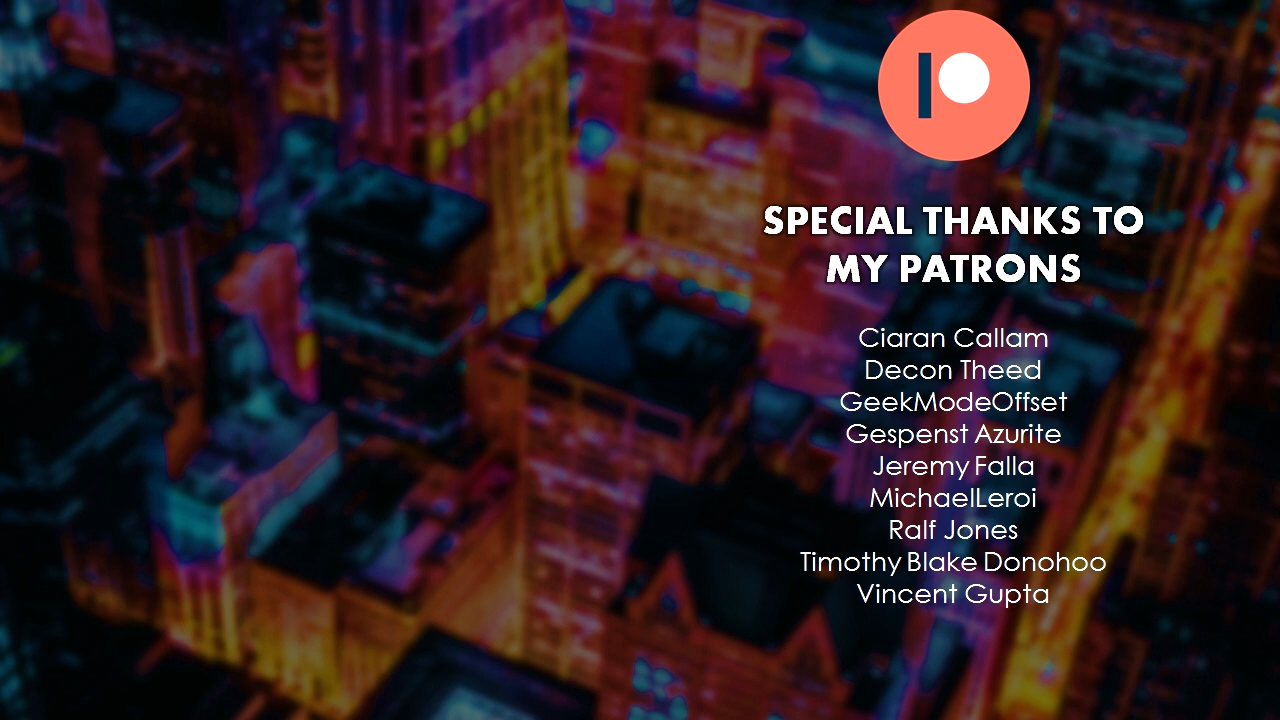 SPECIAL THANKS TO
MY PATRONS
Ciaran Callam
Decon Theed
GeekModeOffset
Gespenst Azurite
Jeremy Falla
MichaelLeroi
Ralf Jones
Timothy Blake Donohoo
Vincent Gupta